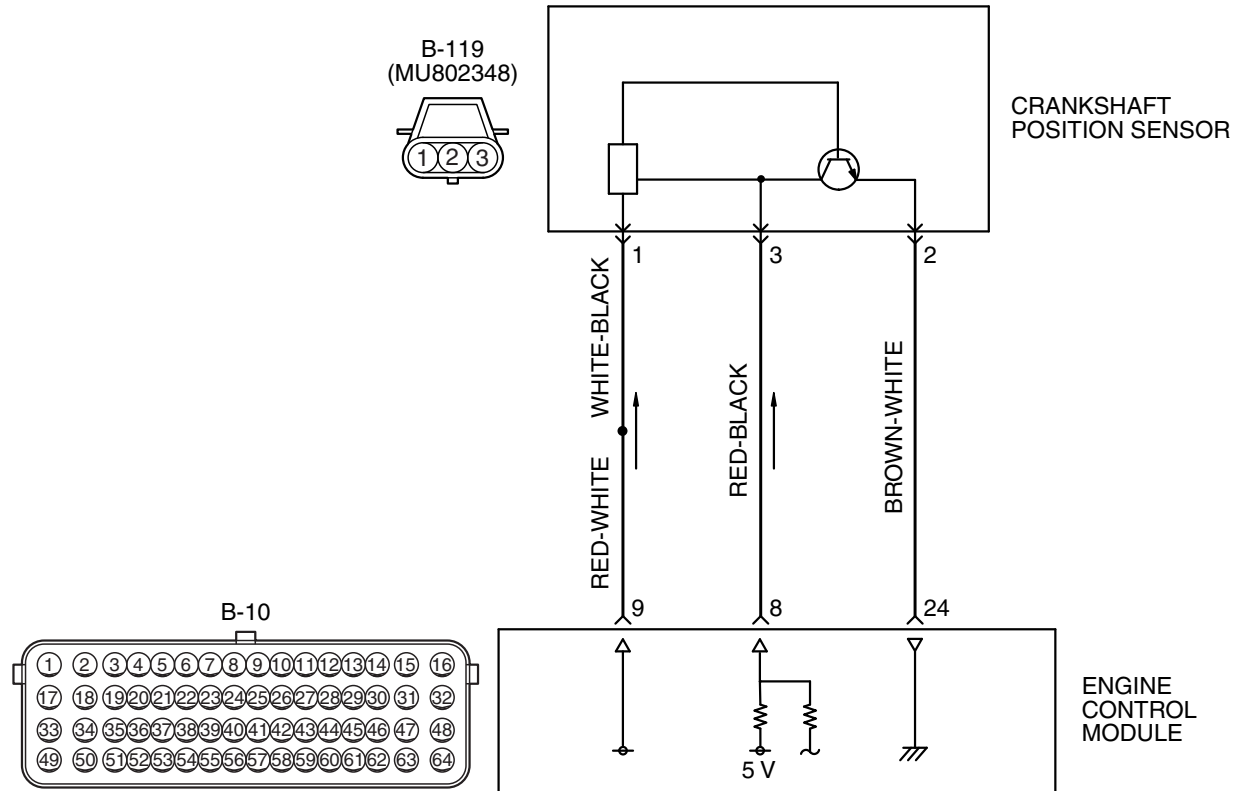 B-119
(MU802348)
1 2 3
CRANKSHAFT
POSITION SENSOR
1 3 2
WHITE-BLACK
RED-WHITE
RED-BLACK
BROWN-WHITE
9 8 24
B-10
1 2 3 4 5 6 7 8 9 10 11 12 13 14 15 16
17 18 19 20 21 22 23 24 25 26 27 28 29 30 31 32
33 34 35 36 37 38 39 40 41 42 43 44 45 46 47 48
49 50 51 52 53 54 55 56 57 58 59 60 61 62 63 64
5 V
ENGINE
CONTROL
MODULE